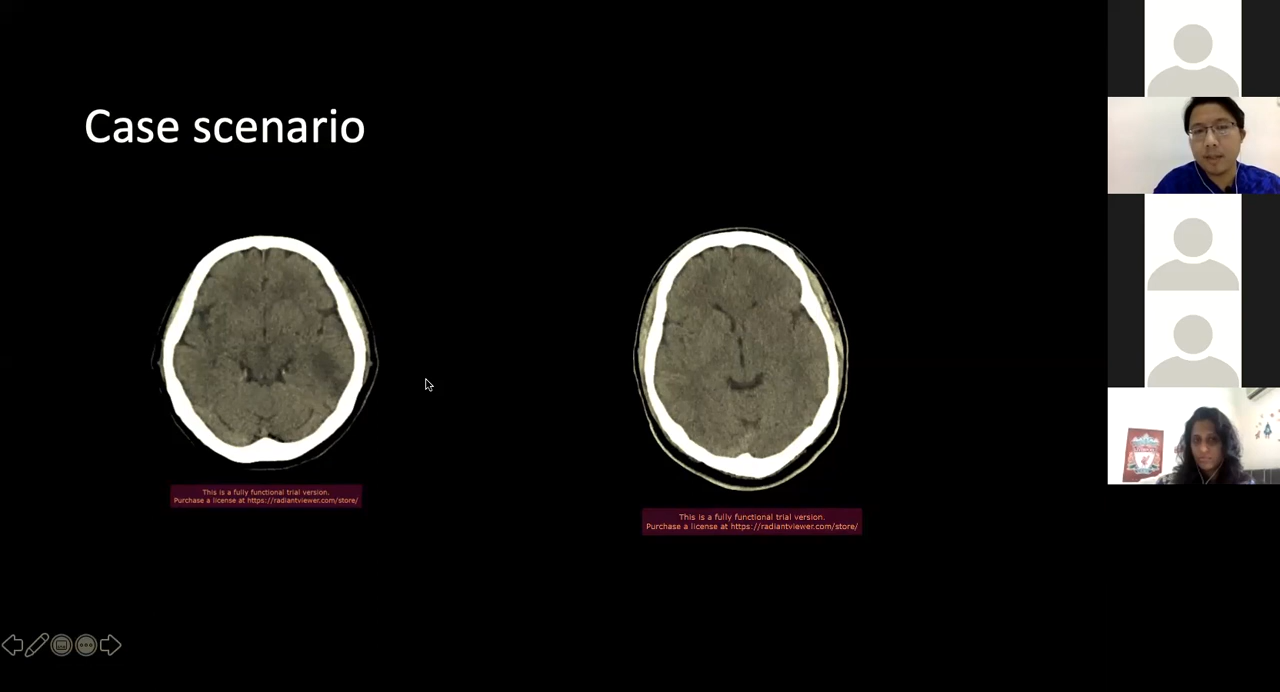 Case scenario
This is a fully functional trial version.
Purchase a license at https://radiantviewer.com/store/
This is a fully functional trial version.
Purchase a license at https://radiantviewer.com/store/